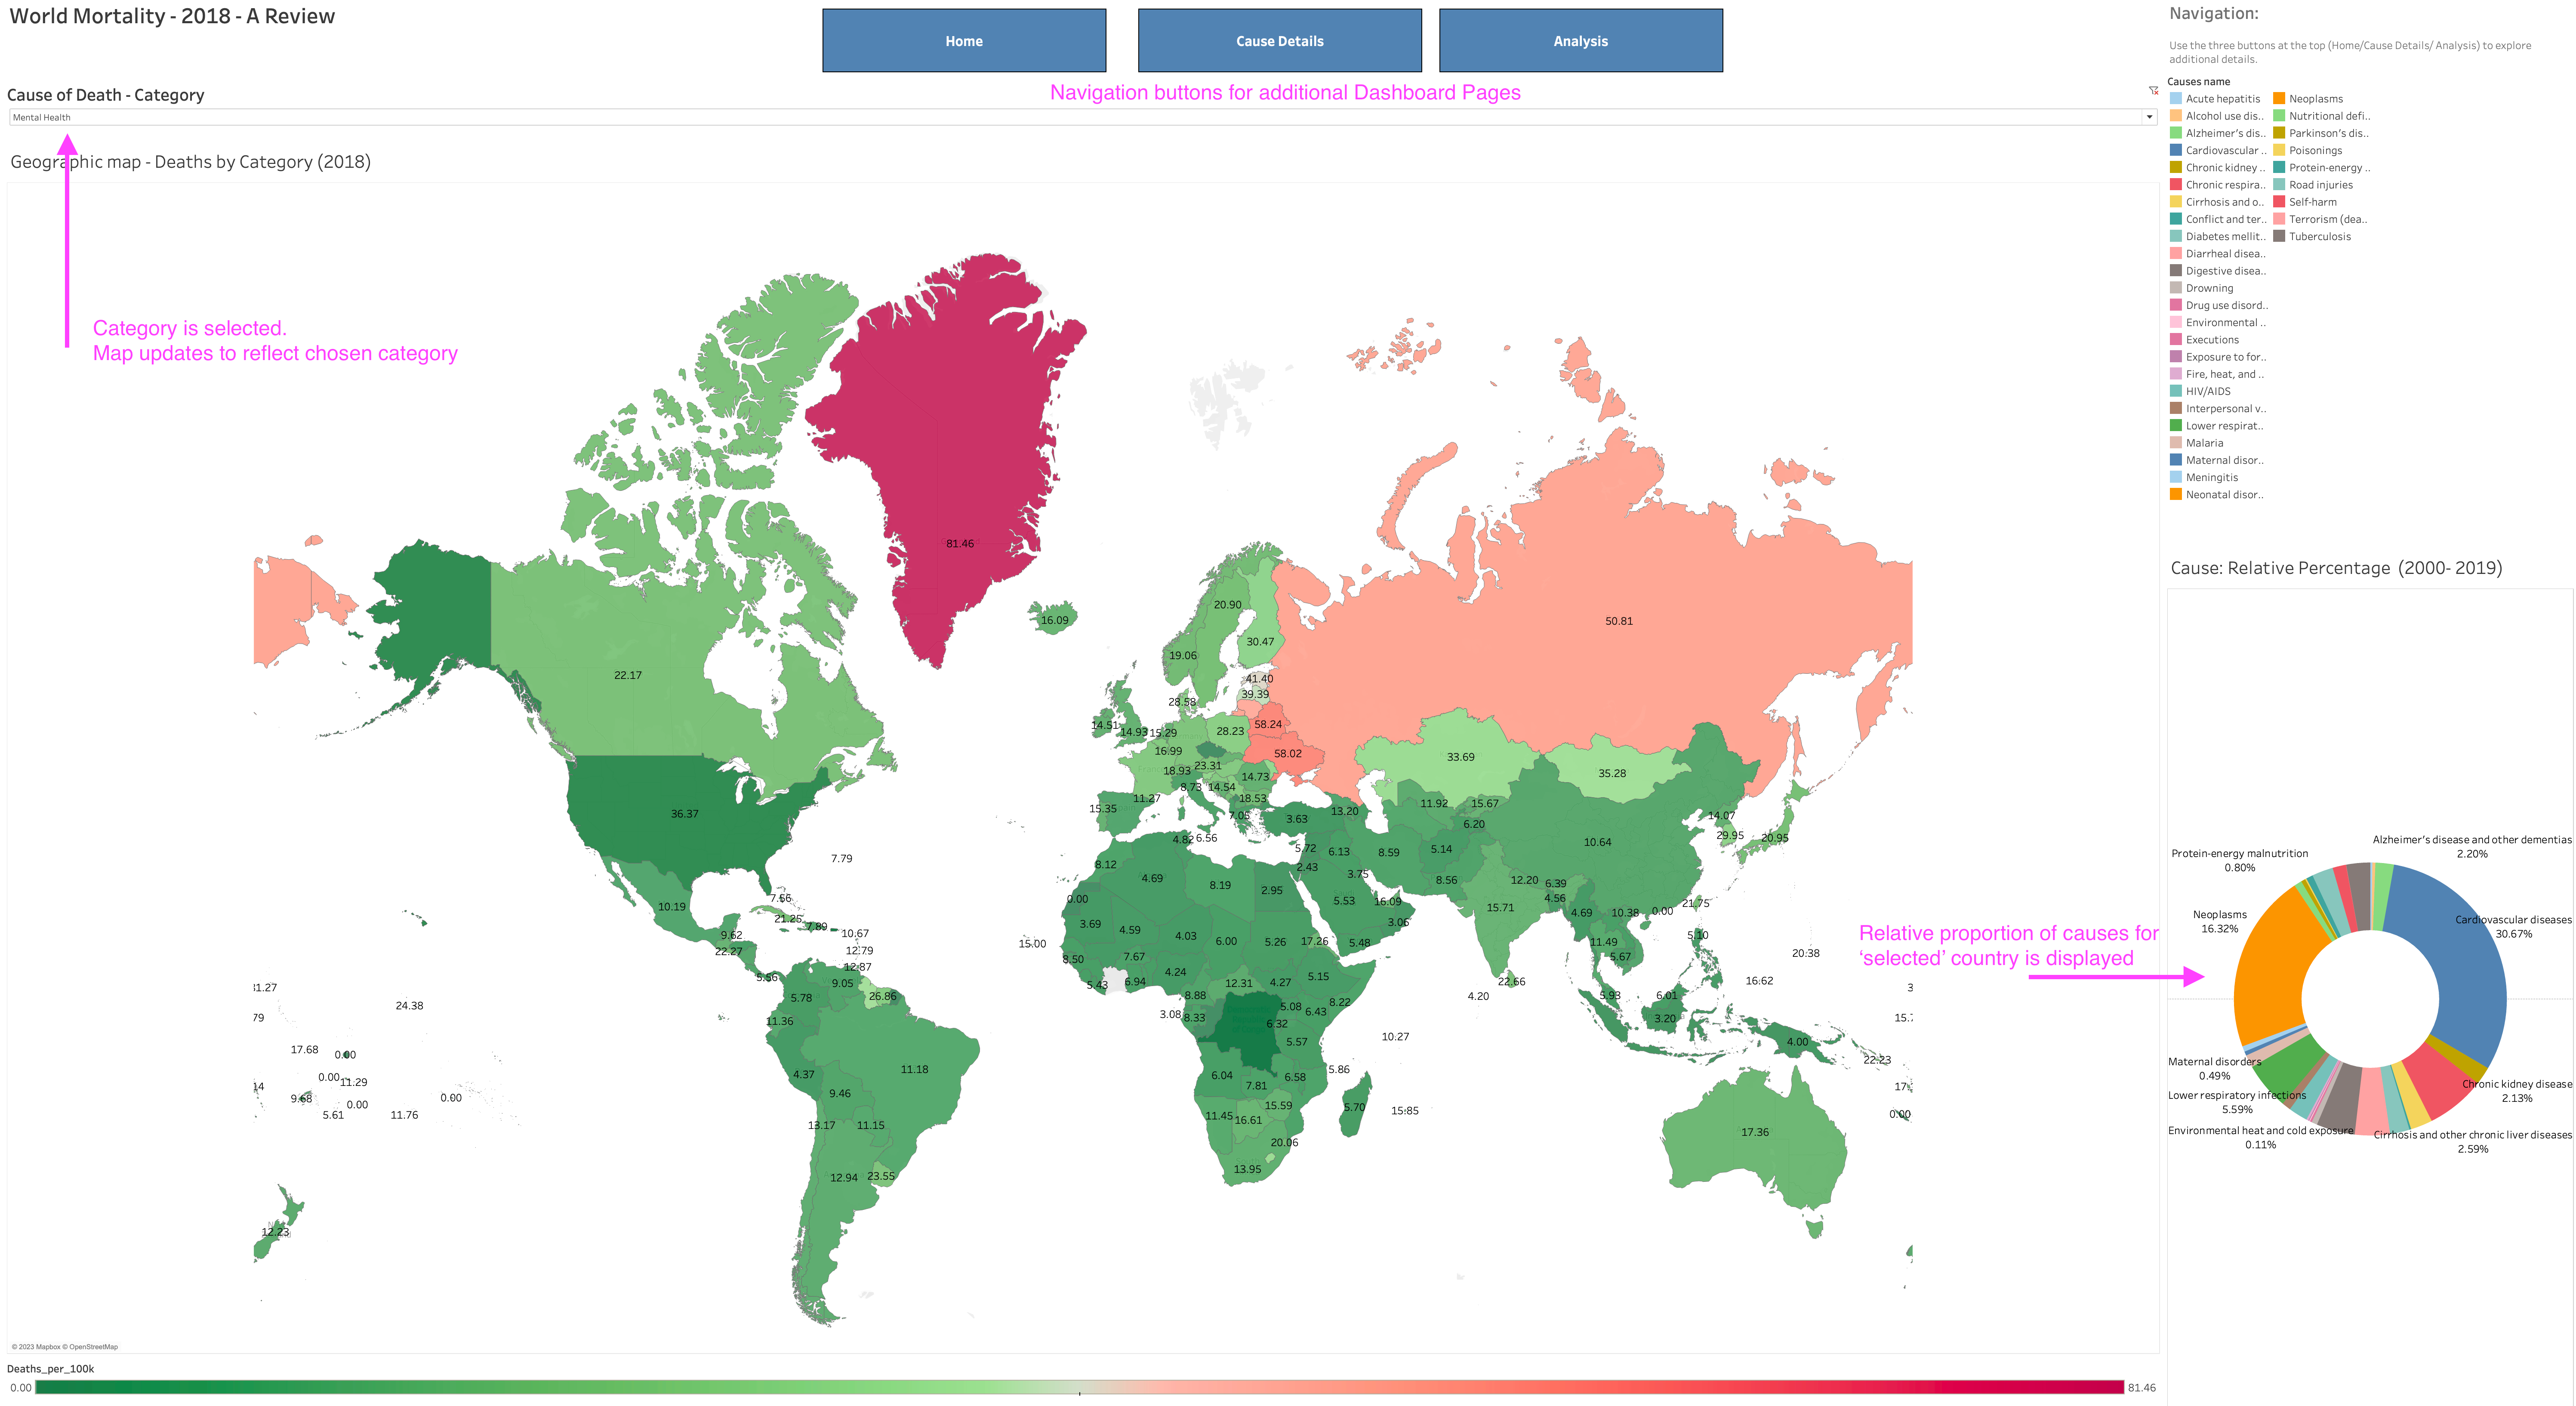 World Mortality - 2018 - A Review
Home
Cause Details
Analysis
Navigation:
Use the three buttons at the top (Home/Cause Details/ Analysis) to explore
additional details.
Navigation buttons for additional Dashboard Pages
Cause of Death - Category
Mental Health
Geographic map - Deaths by Category (2018)
Category is selected.
Map updates to reflect chosen category
Causes name
Acute hepatitis
Alcohol use dis..
Alzheimer's dis..
Cardiovascular ..
Chronic kidney ..
Chronic respira..
Cirrhosis and o..
Conflict and ter..
Diabetes mellit..
Diarrheal disea..
Digestive disea..
Drowning
Drug use disord..
Environmental ..
Executions
Exposure to for..
Fire, heat, and ..
HIV/AIDS
Interpersonal v..
Lower respirat..
Malaria
Maternal disor..
Meningitis
Neonatal disor..
Neoplasms
Nutritional defi..
Parkinson's dis..
Poisonings
Protein-energy ..
Road injuries
Self-harm
Terrorism (dea..
Tuberculosis
81.46
20.90
16.09
50.81
30.47
19.06
22.17
41.40
39.39
28.58
58.24
14.51
14.93
15.29
28.23
16.99
58.02
33.69
23.31
18.93
14.73
35.28
8.73
14.54
11.27
18.53
15.35
7.05
3.63
13.20
11.92
15.67
6.20
14.07
36.37
29.95
20.95
4.82
6.56
5.72
6.13
8.59
5.14
10.64
7.79
8.12
2.43
4.69
8.19
2.95
3.75
8.56
12.20
6.39
4.56
7.56
0.00
5.53
16.09
15.71
4.69
10.38
0.00
21.75
10.19
21.25
7.89
3.69
4.59
4.03
6.00
5.26
17.26
5.48
3.06
9.62
10.67
15.00
11.49
5.10
22.27
12.79
8.50
7.67
5.67
20.38
12.87
4.24
5.56
9.05
5.43
6.94
12.31
4.27
5.15
22.66
16.62
5.78
26.86
8.88
4.20
5.93
6.01
24.38
8.22
5.08
6.43
3.08
8.33
11.36
6.32
3.20
10.27
17.68
0.00
5.57
4.00
22.23
11.18
4.37
6.04
6.58
5.86
0.00
11.29
7.81
9.46
9.68
0.00
0.00
15.59
5.70
15.85
5.61
11.76
11.45
16.61
0.00
13.17
11.15
17.36
20.06
13.95
12.94
23.55
12.23
Relative proportion of causes for
‘selected’ country is displayed
Cause: Relative Percentage (2000- 2019)
Alzheimer's disease and other dementias
2.20%
Protein-energy malnutrition
0.80%
Neoplasms
16.32%
Cardiovascular diseases
30.67%
Maternal disorders
0.49%
Chronic kidney disease
2.13%
Lower respiratory infections
5.59%
Environmental heat and cold exposure
0.11%
Cirrhosis and other chronic liver diseases
2.59%
© 2023 Mapbox © OpenStreetMap
Deaths_per_100k
0.00
81.46